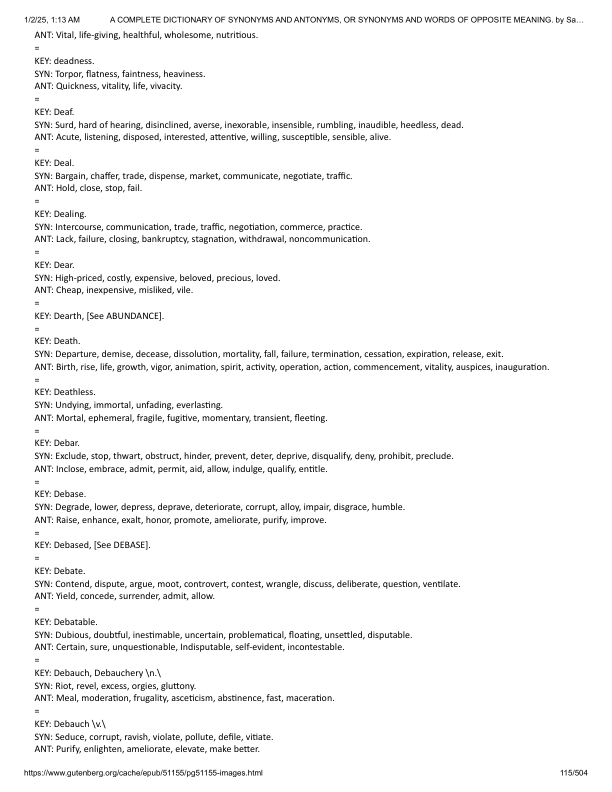 1/2/25, 1:13 AM A COMPLETE DICTIONARY OF SYNONYMS AND ANTONYMS, OR SYNONYMS AND WORDS OF OPPOSITE MEANING. by Sa…
ANT: Vital, life-giving, healthful, wholesome, nutritious.
=
KEY: deadness.
SYN: Torpor, flatness, faintness, heaviness.
ANT: Quickness, vitality, life, vivacity.
=
KEY: Deaf.
SYN: Surd, hard of hearing, disinclined, averse, inexorable, insensible, rumbling, inaudible, heedless, dead.
ANT: Acute, listening, disposed, interested, attentive, willing, susceptible, sensible, alive.
=
KEY: Deal.
SYN: Bargain, chaffer, trade, dispense, market, communicate, negotiate, traffic.
ANT: Hold, close, stop, fail.
=
KEY: Dealing.
SYN: Intercourse, communication, trade, traffic, negotiation, commerce, practice.
ANT: Lack, failure, closing, bankruptcy, stagnation, withdrawal, noncommunication.
=
KEY: Dear.
SYN: High-priced, costly, expensive, beloved, precious, loved.
ANT: Cheap, inexpensive, misliked, vile.
=
KEY: Dearth, [See ABUNDANCE].
=
KEY: Death.
SYN: Departure, demise, decease, dissolution, mortality, fall, failure, termination, cessation, expiration, release, exit.
ANT: Birth, rise, life, growth, vigor, animation, spirit, activity, operation, action, commencement, vitality, auspices, inauguration.
=
KEY: Deathless.
SYN: Undying, immortal, unfading, everlasting.
ANT: Mortal, ephemeral, fragile, fugitive, momentary, transient, fleeting.
=
KEY: Debar.
SYN: Exclude, stop, thwart, obstruct, hinder, prevent, deter, deprive, disqualify, deny, prohibit, preclude.
ANT: Inclose, embrace, admit, permit, aid, allow, indulge, qualify, entitle.
=
KEY: Debase.
SYN: Degrade, lower, depress, deprave, deteriorate, corrupt, alloy, impair, disgrace, humble.
ANT: Raise, enhance, exalt, honor, promote, ameliorate, purify, improve.
=
KEY: Debased, [See DEBASE].
=
KEY: Debate.
SYN: Contend, dispute, argue, moot, controvert, contest, wrangle, discuss, deliberate, question, ventilate.
ANT: Yield, concede, surrender, admit, allow.
=
KEY: Debatable.
SYN: Dubious, doubtful, inestimable, uncertain, problematical, floating, unsettled, disputable.
ANT: Certain, sure, unquestionable, Indisputable, self-evident, incontestable.
=
KEY: Debauch, Debauchery \n.\
SYN: Riot, revel, excess, orgies, gluttony.
ANT: Meal, moderation, frugality, asceticism, abstinence, fast, maceration.
=
KEY: Debauch \v.\
SYN: Seduce, corrupt, ravish, violate, pollute, defile, vitiate.
ANT: Purify, enlighten, ameliorate, elevate, make better.
https://www.gutenberg.org/cache/epub/51155/pg51155-images.html 115/504